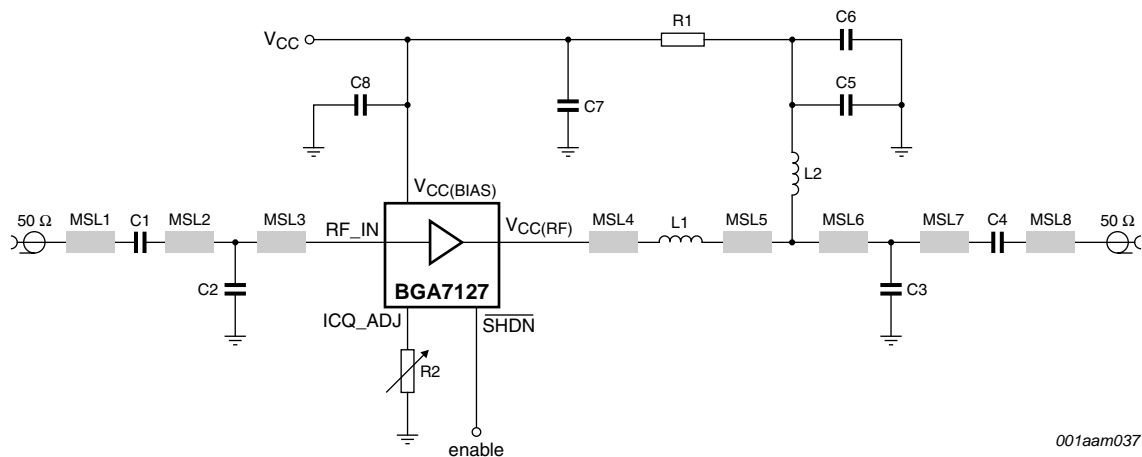 C6
R1
VCC
C8
C5
C7
L2
VCC(BIAS)
50 Ω
MSL1
C1
MSL2
MSL3
RF_IN
VCC(RF)
MSL4
L1
MSL5
MSL6
MSL7
C4
MSL8
50 Ω
C2
BGA7127
C3
ICQ_ADJ
SHDN
R2
enable
001aam037